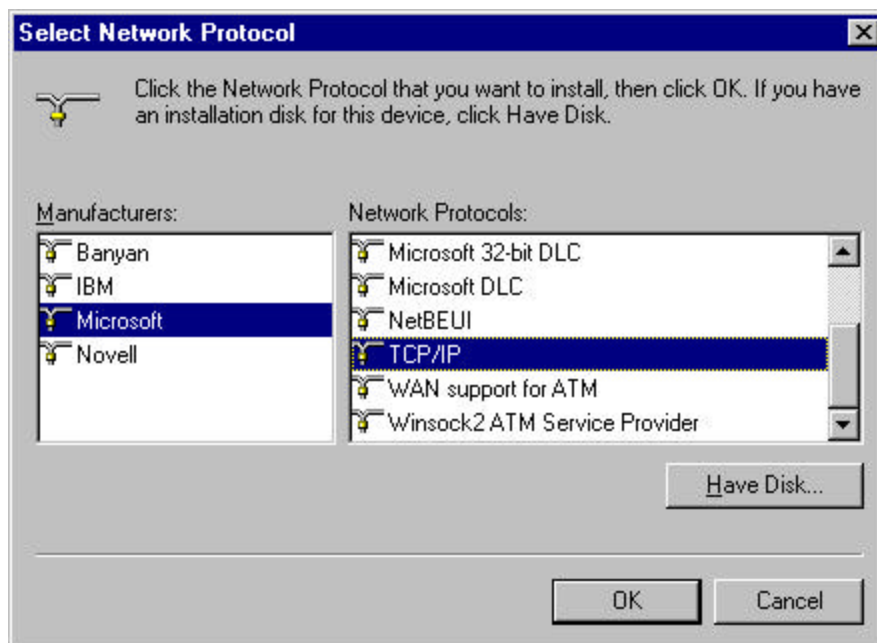 Select Network Protocol
Click the Network Protocol that you want to install, then click OK. If you have
an installation disk for this device, click Have Disk.
Manufacturers:
Banyan
IBM
Microsoft
Novell
Network Protocols:
Microsoft 32-bit DLC
Microsoft DLC
NetBEUI
TCP/IP
WAN support for ATM
Winsock2 ATM Service Provider
Have Disk...
OK
Cancel